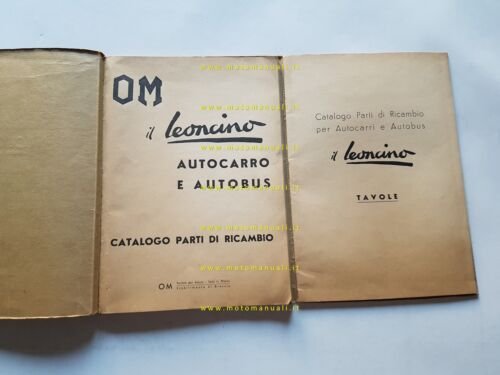 OM
il leoncino
AUTOCARRO
E AUTOBUS
CATALOGO PARTI DI RICAMBIO
OM
Catalogo Parti di Ricambio
per Autocarri e Autobus
il leoncino
TAVOLE
www.motomanuali.it
www.motomanuali.it
www.motomanuali.it
www.motomanuali.it
www.motomanuali.it
www.motomanuali.it